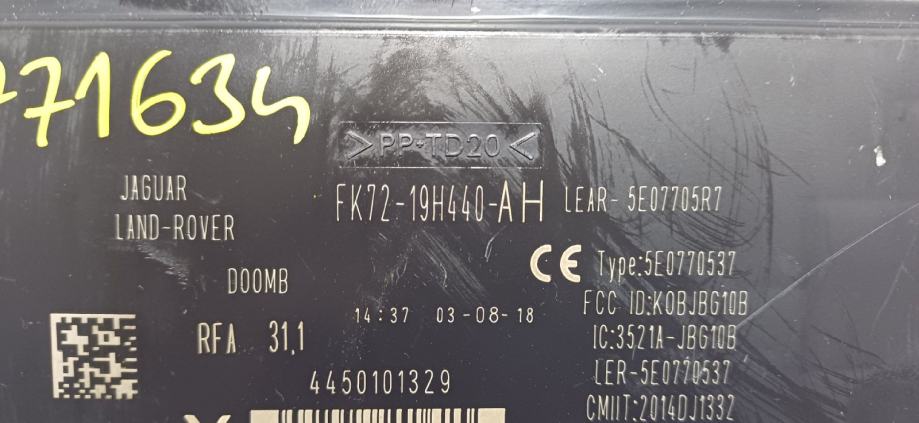 771634
>PP-TD20<
JAGUAR
LAND-ROVER
FK72-19H440-AH LEAR- 5E07705R7
D00MB
CE Type:5E0770537
FCC ID:KOBJBG10B
14:37 03-08-18
RFA 31,1
IC:3521A-JBG10B
LER-5E0770537
4450101329
CMIIT:2014DJ1332